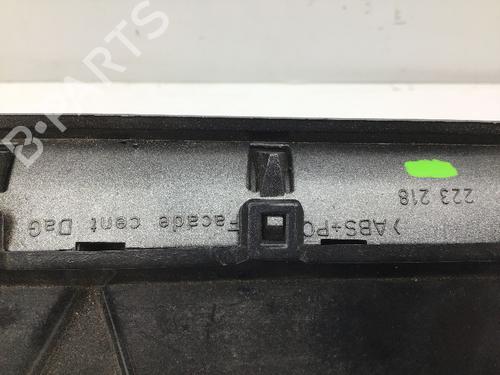 B-PARTS
223 218
>ABS+PC
Facade cent DaG